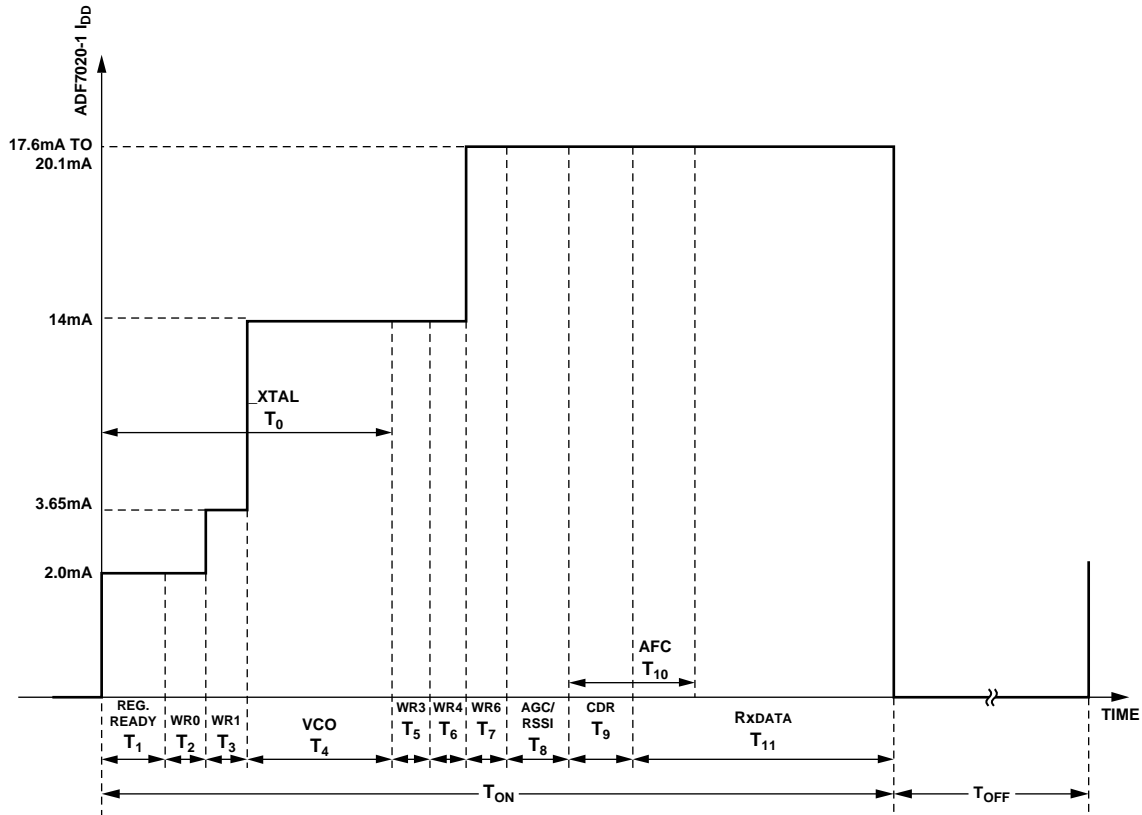 ADF7020-1 IDD
17.6mA TO
20.1mA
14mA
_XTAL
T0
3.65mA
2.0mA
AFC
T10
REG.
READY
T1
WR0
T2
WR1
T3
VCO
T4
WR3
T5
WR4
T6
WR6
T7
AGC/
RSSI
T8
CDR
T9
RxDATA
T11
TIME
TON
TOFF